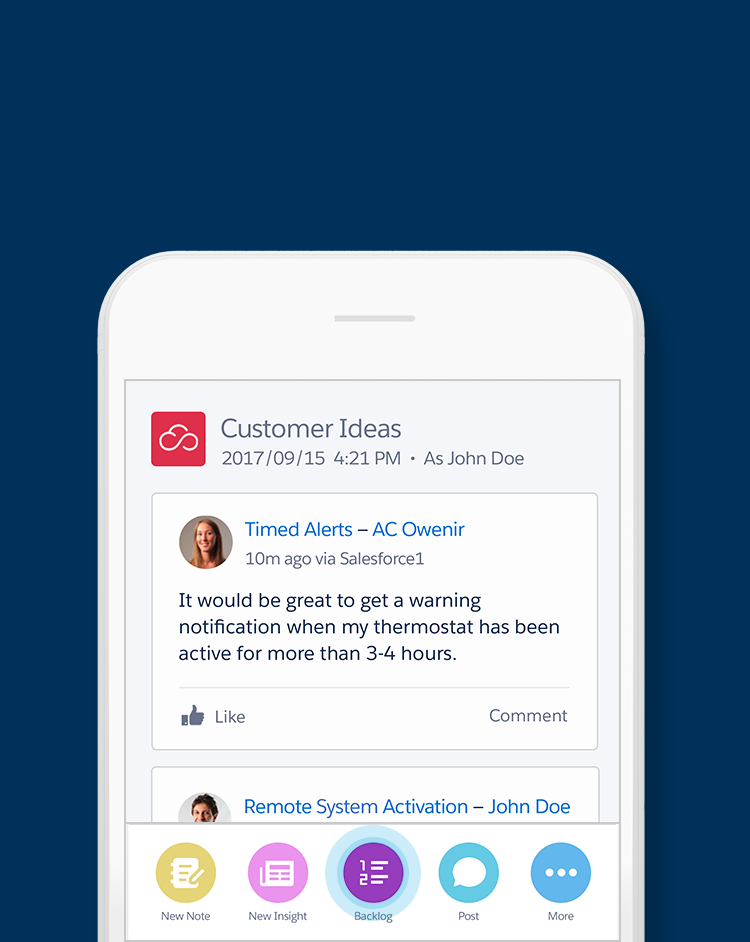 Customer Ideas
2017/09/15 4:21 PM • As John Doe
Timed Alerts – AC Owenir
10m ago via Salesforce1
It would be great to get a warning
notification when my thermostat has been
active for more than 3-4 hours.
Like Comment
Remote System Activation – John Doe
1
2
New Note New Insight Backlog Post More